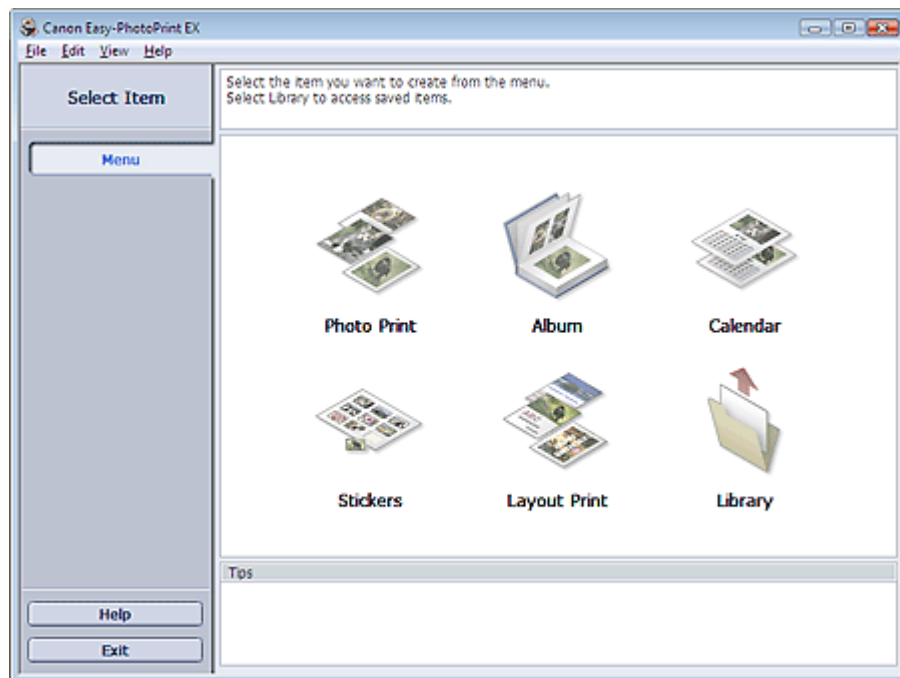 Canon Easy-PhotoPrint EX
File Edit View Help
Select Item
Select the item you want to create from the menu.
Select Library to access saved items.
Menu
Photo Print
Album
Calendar
Stickers
Layout Print
Library
Tips
Help
Exit